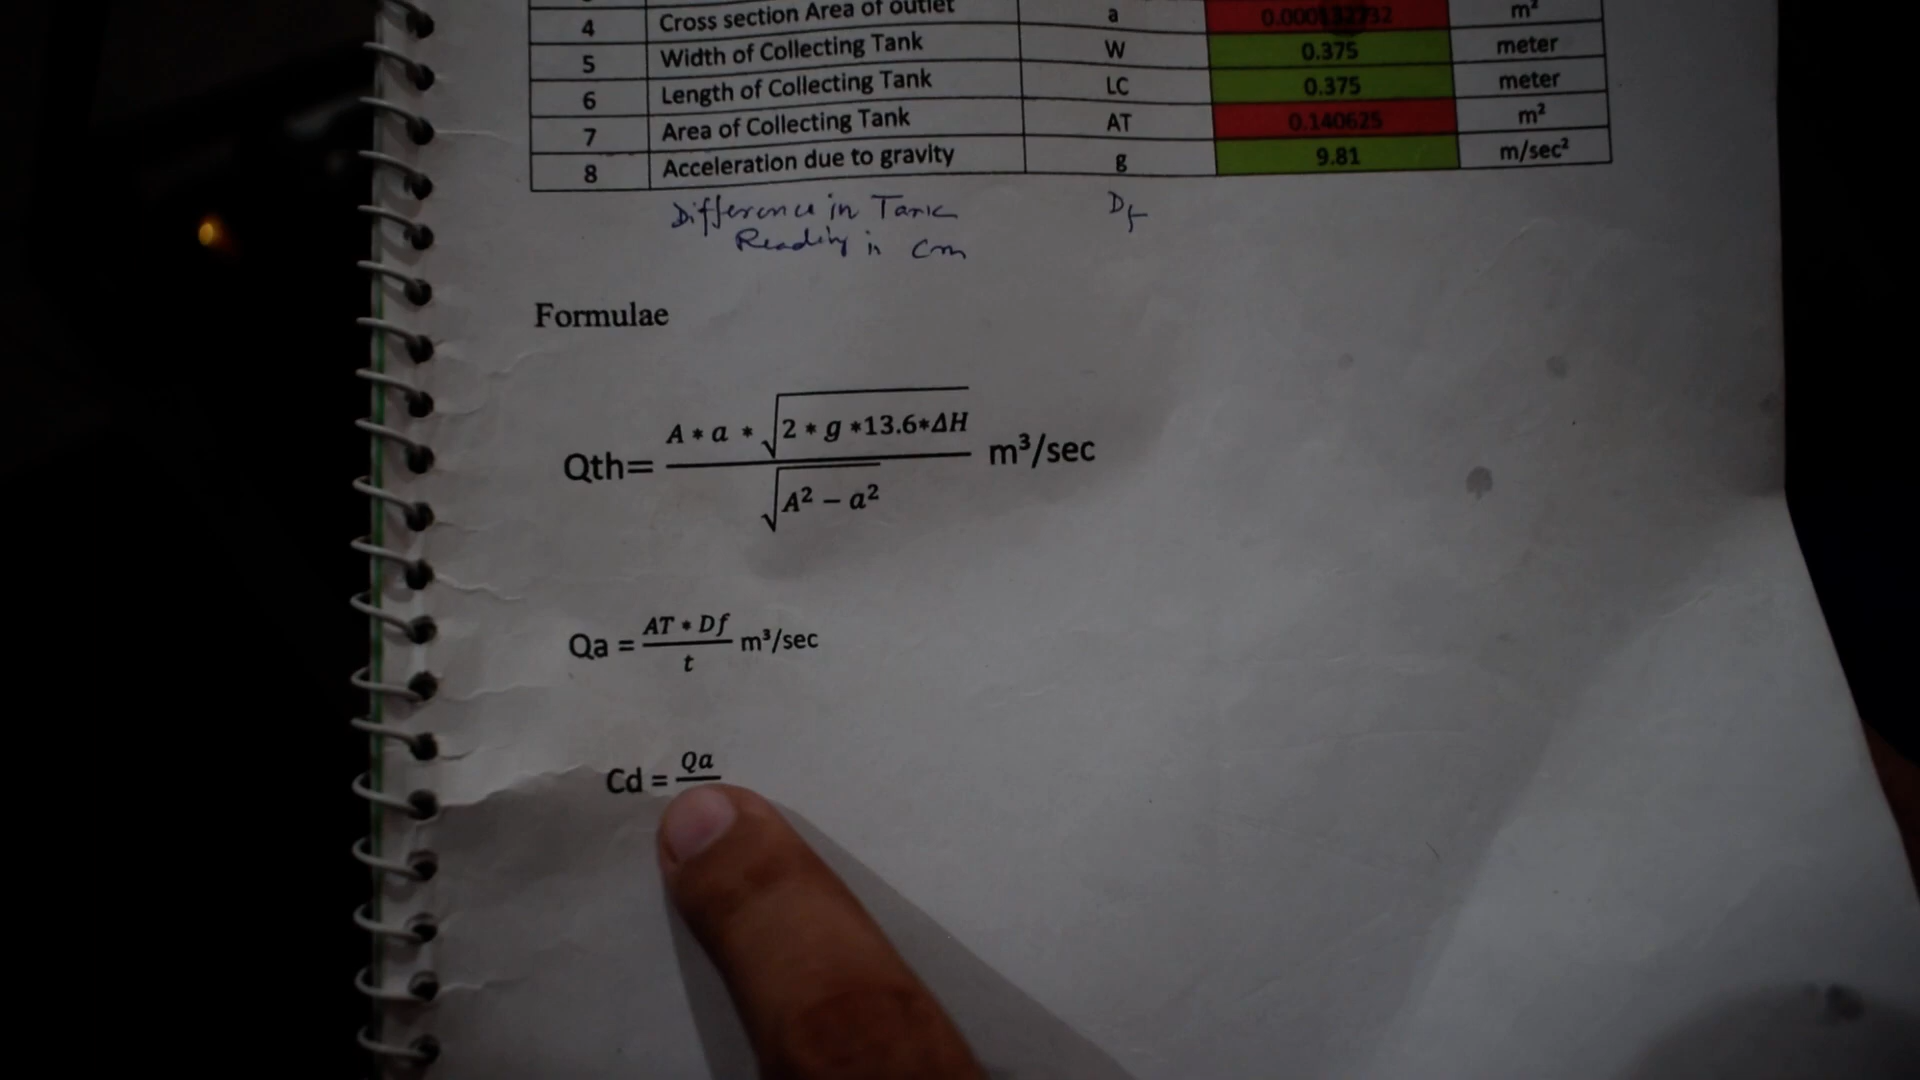 4 Cross section Area of outlet a m²
5 Width of Collecting Tank W 0.375 meter
6 Length of Collecting Tank LC 0.375 meter
7 Area of Collecting Tank AT 0.140625 m²
8 Acceleration due to gravity g 9.81 m/sec²
Difference in Tank Df
Reading in cm
Formulae
Qth= A * a * √2 * g *13.6*ΔH / √A² − a² m³/sec
Qa = AT * Df / t m³/sec
Cd = Qa